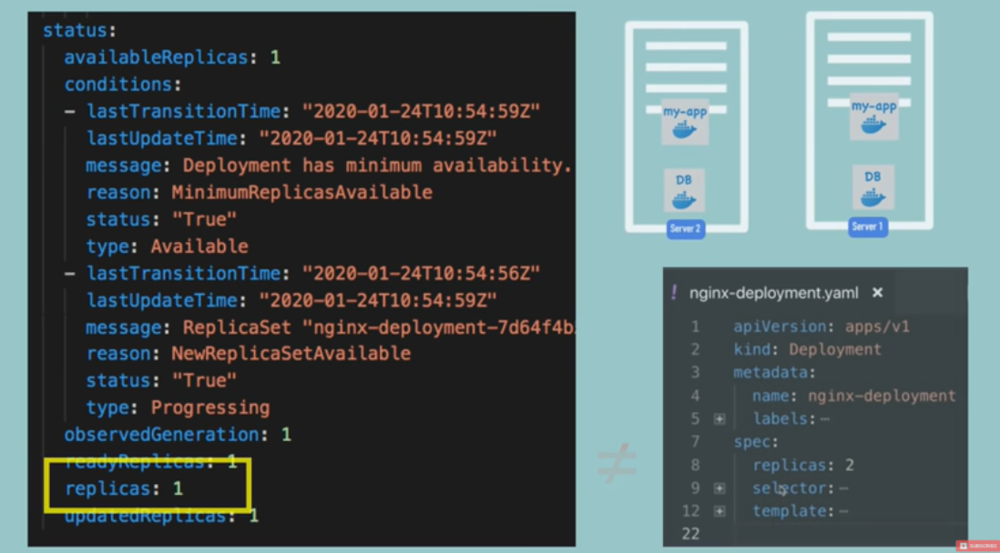 status:
availableReplicas: 1
conditions:
- lastTransitionTime: "2020-01-24T10:54:59Z"
lastUpdateTime: "2020-01-24T10:54:59Z"
message: Deployment has minimum availability.
reason: MinimumReplicasAvailable
status: "True"
type: Available
- lastTransitionTime: "2020-01-24T10:54:56Z"
lastUpdateTime: "2020-01-24T10:54:59Z"
message: ReplicaSet "nginx-deployment-7d64f4b
reason: NewReplicaSetAvailable
status: "True"
type: Progressing
observedGeneration: 1
readyReplicas: 1
replicas: 1
updatedReplicas: 1
my-app
DB
Server 2
my-app
DB
Server 1
≠
! nginx-deployment.yaml ×
1 apiVersion: apps/v1
2 kind: Deployment
3 metadata:
4 name: nginx-deployment
5 labels:⋯
7 spec:
8 replicas: 2
9 selector:⋯
12 template:⋯
22
SUBSCRIBE